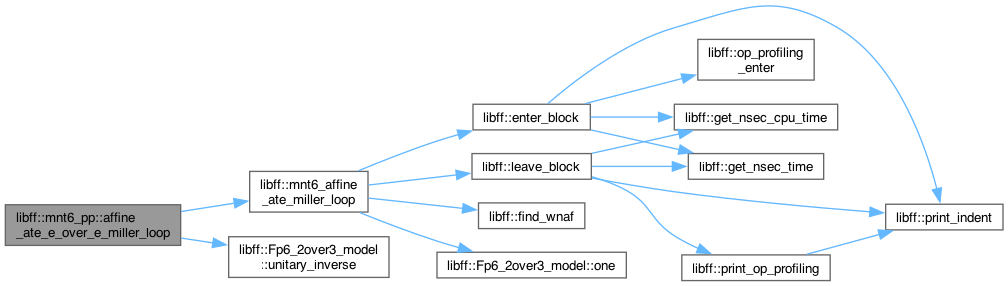 libff::mnt6_pp::affine
_ate_e_over_e_miller_loop
libff::mnt6_affine
_ate_miller_loop
libff::Fp6_2over3_model
::unitary_inverse
libff::enter_block
libff::leave_block
libff::find_wnaf
libff::Fp6_2over3_model::one
libff::op_profiling
_enter
libff::get_nsec_cpu_time
libff::get_nsec_time
libff::print_op_profiling
libff::print_indent